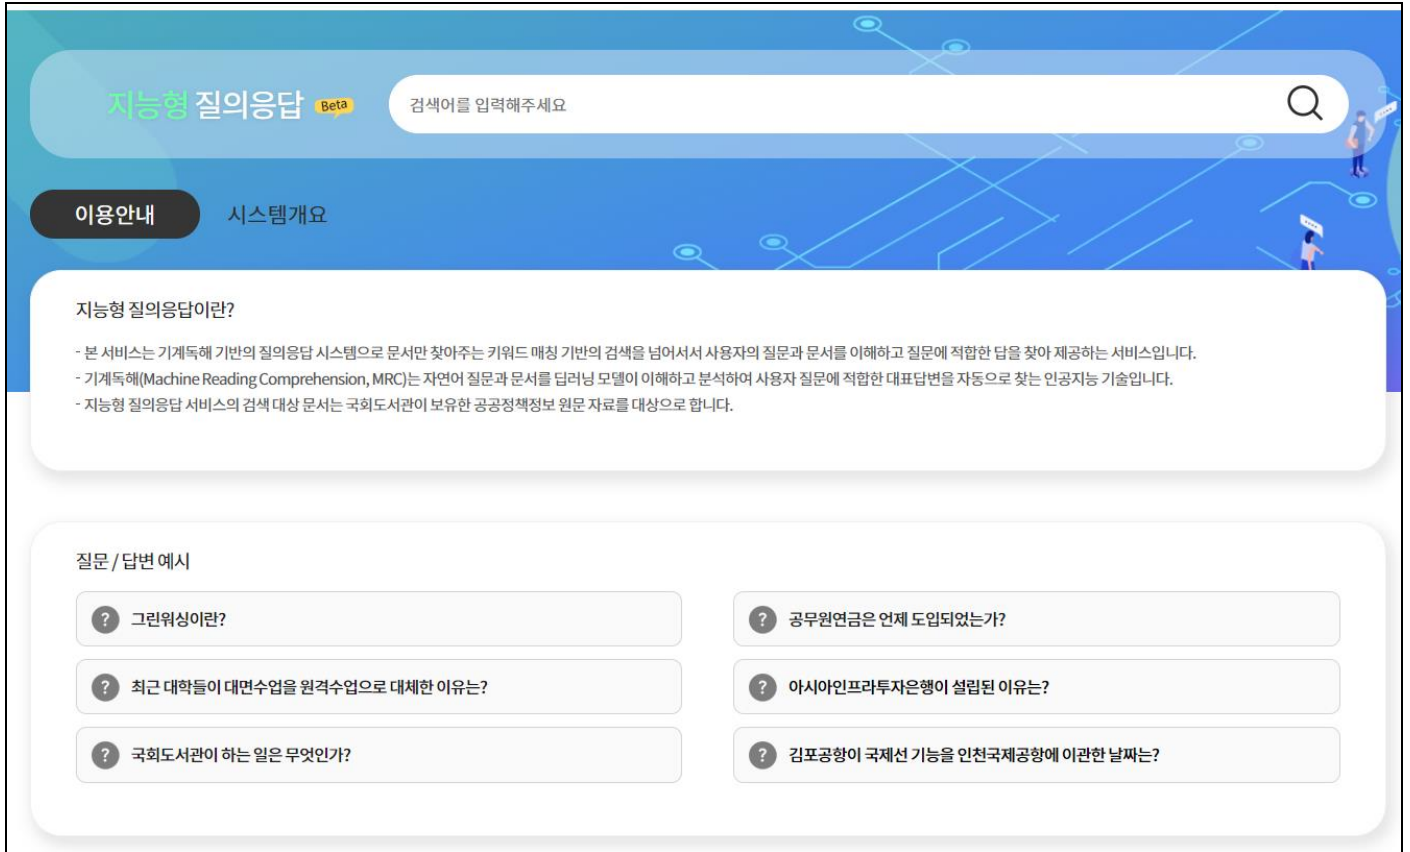 지능형 질의응답 Beta
검색어를 입력해주세요
이용안내 시스템개요
지능형 질의응답이란?
- 본 서비스는 기계독해 기반의 질의응답 시스템으로 문서만 찾아주는 키워드 매칭 기반의 검색을 넘어서서 사용자의 질문과 문서를 이해하고 질문에 적합한 답을 찾아 제공하는 서비스입니다.
- 기계독해(Machine Reading Comprehension, MRC)는 자연어 질문과 문서를 딥러닝 모델이 이해하고 분석하여 사용자 질문에 적합한 대표답변을 자동으로 찾는 인공지능 기술입니다.
- 지능형 질의응답 서비스의 검색 대상 문서는 국회도서관이 보유한 공공정책정보 원문 자료를 대상으로 합니다.
질문 / 답변 예시
? 그린워싱이란?
? 공무원연금은 언제 도입되었는가?
? 최근 대학들이 대면수업을 원격수업으로 대체한 이유는?
? 아시아인프라투자은행이 설립된 이유는?
? 국회도서관이 하는 일은 무엇인가?
? 김포공항이 국제선 기능을 인천국제공항에 이관한 날짜는?